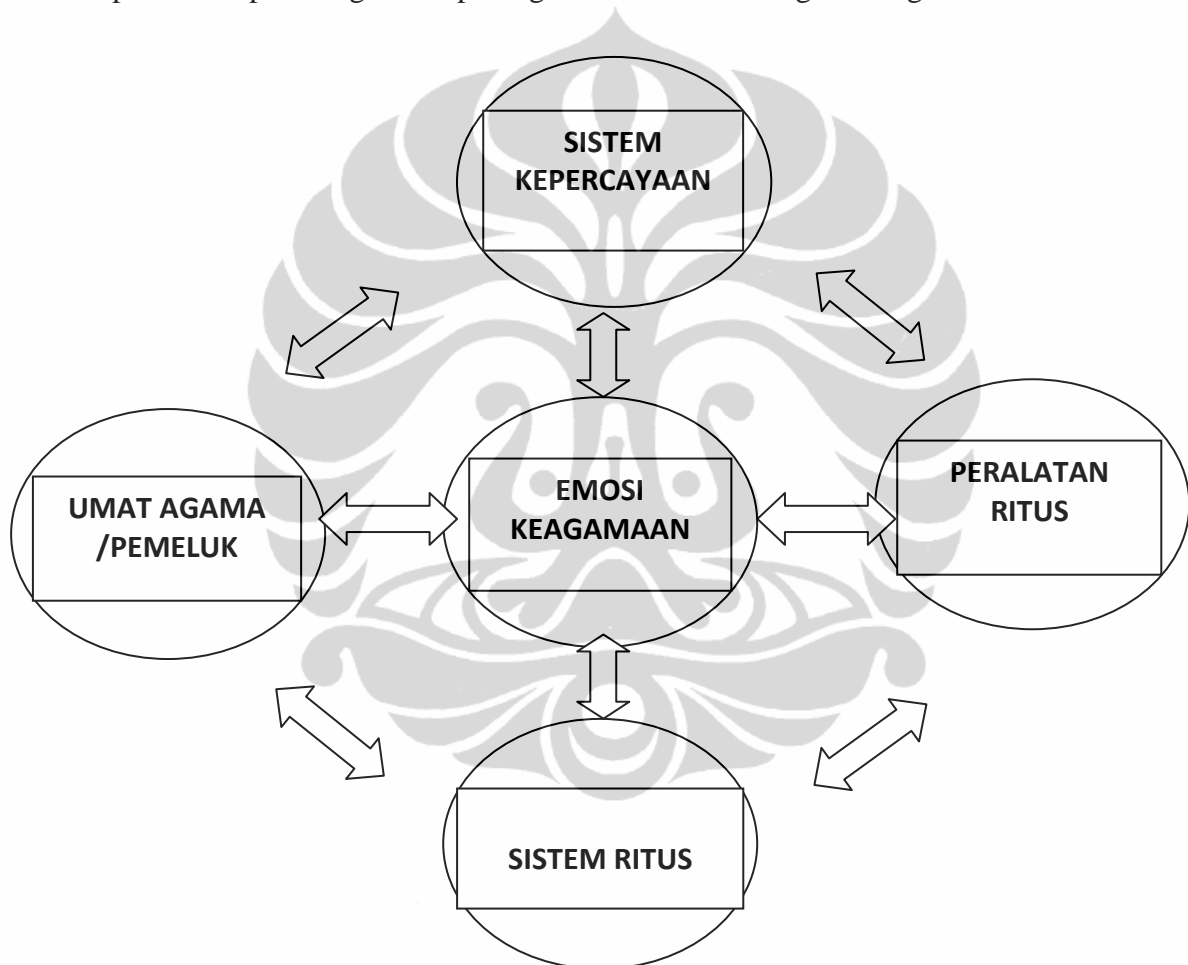 SISTEM
KEPERCAYAAN
UMAT AGAMA
/PEMELUK
EMOSI
KEAGAMAAN
PERALATAN
RITUS
SISTEM RITUS